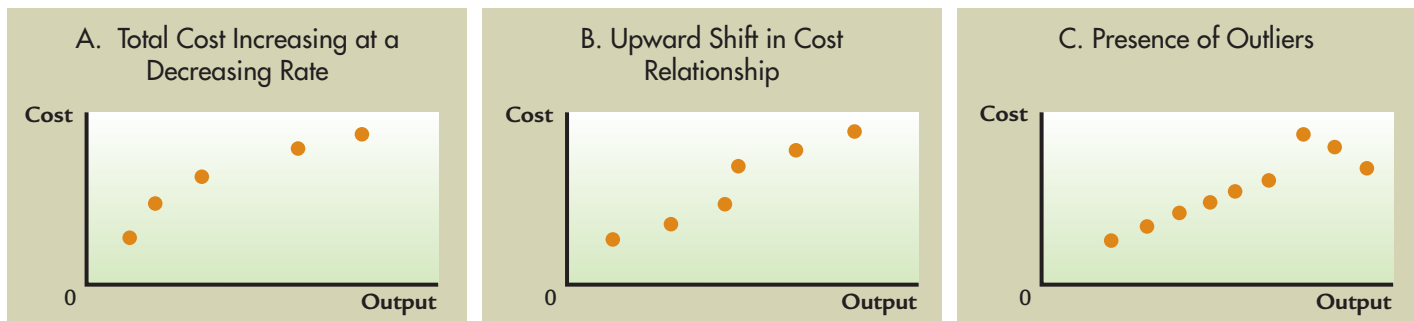 A. Total Cost Increasing at a
Decreasing Rate
Cost
0
Output
B. Upward Shift in Cost
Relationship
Cost
0
Output
C. Presence of Outliers
Cost
0
Output